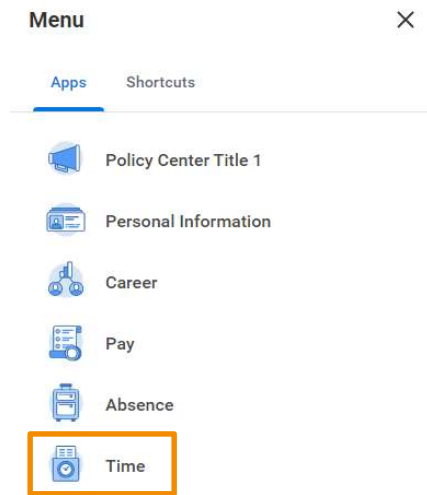 Menu
Apps Shortcuts
Policy Center Title 1
Personal Information
Career
Pay
Absence
Time